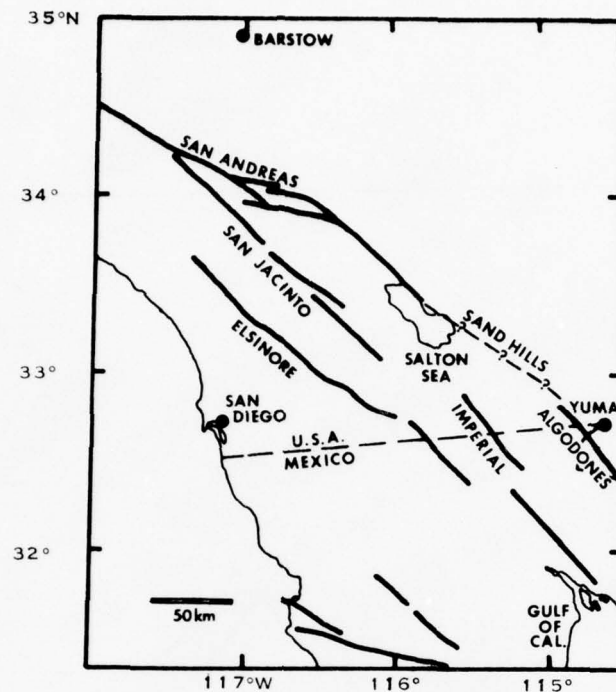 35°N
BARSTOW
SAN ANDREAS
34°
SAN JACINTO
ELSINORE
SAND HILLS
?
?
?
SALTON
SEA
33°
SAN
DIEGO
YUMA
ALGODONES
IMPERIAL
U.S.A.
MEXICO
32°
50km
GULF
OF
CAL.
117°W
116°
115°